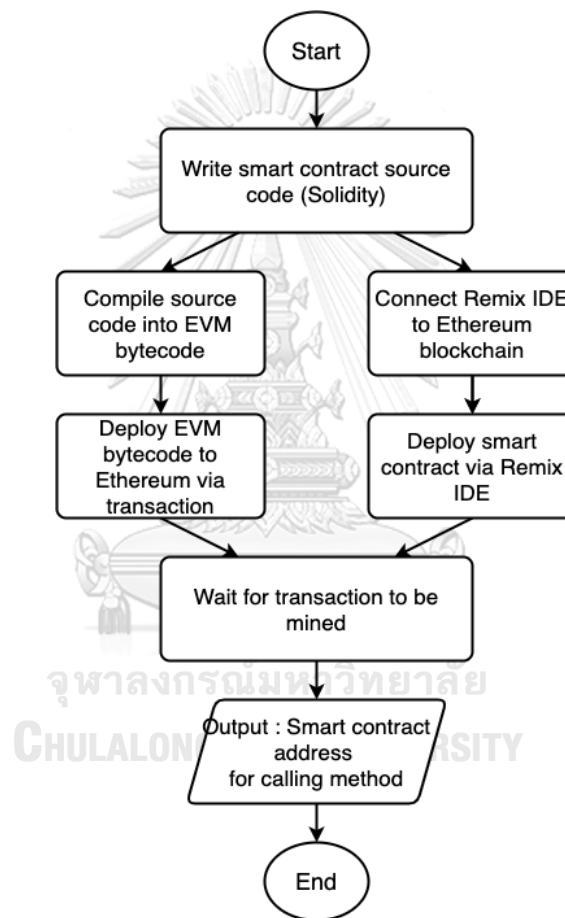 Start
Write smart contract source
code (Solidity)
Compile source
code into EVM
bytecode
Connect Remix IDE
to Ethereum
blockchain
Deploy EVM
bytecode to
Ethereum via
transaction
Deploy smart
contract via Remix
IDE
Wait for transaction to be
mined
จุฬาลงกรณ์มหาวิทยาลัย
Output : Smart contract
address
for calling method
CHULALON RSITY
End